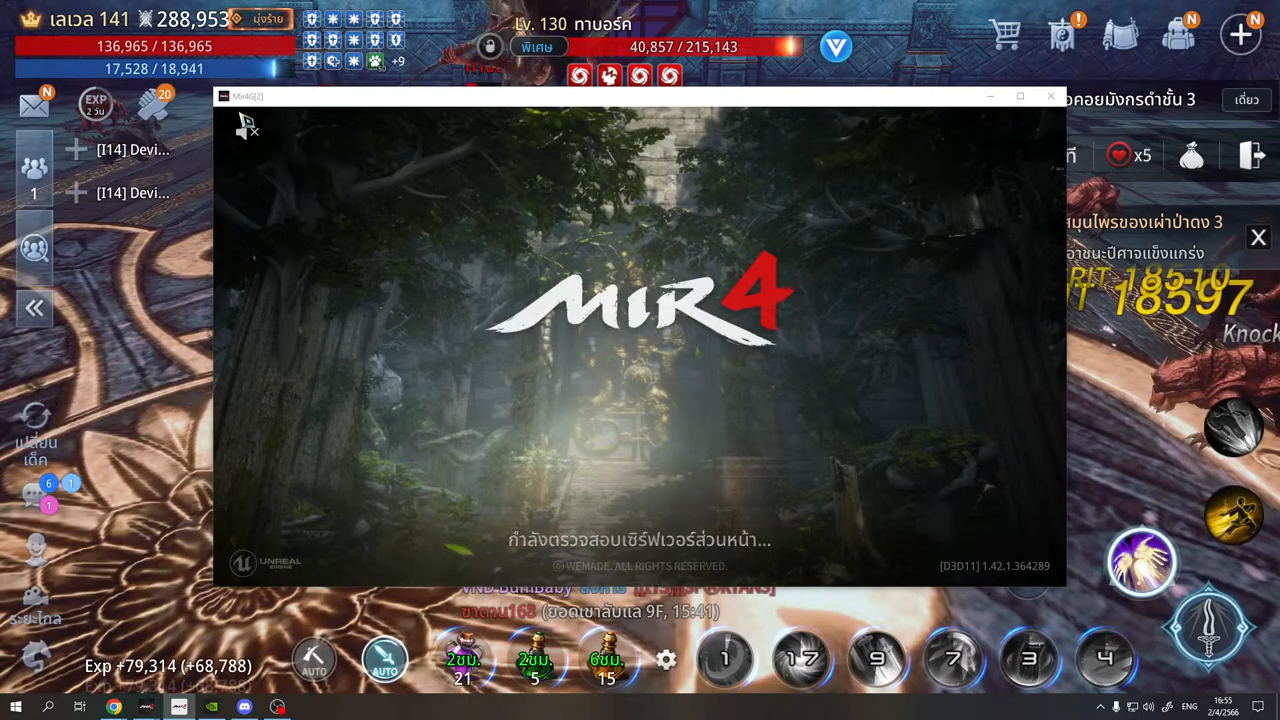 เลเวล 141 288,953 มุ่งร้าย
136,965 / 136,965
17,528 / 18,941
+9
50
Lv. 130 ทาบอร์ค
พิเศษ 40,857 / 215,143
N
!
N
N
N
EXP
2 วัน
20
[I14] Devi...
1
[I14] Devi...
Mir4G[2]
อคอยมังกรดำชั้น 3 เดี่ยว
ที x5
สมุนไพรของเผ่าป่าดง 3
X
อาชนะปีศาจแข็งแกร่ง
18510
18597
Knock
MIR4
กำลังตรวจสอบเซิร์ฟเวอร์ส่วนหน้า...
UNREAL
ENGINE
©WEMADE. ALL RIGHTS RESERVED.
[D3D11] 1.42.1.364289
เปลี่ยน
เด็ค
6 1
1
ระยะไกล
ซาตาน168 (ยอดเขาลับแล 9F, 15:41)
Exp +79,314 (+68,788)
AUTO
AUTO
2ชม.
21
2ชม.
5
6ชม.
15
1
17
9
7
3
4
ENG
16:55
2/4/2566